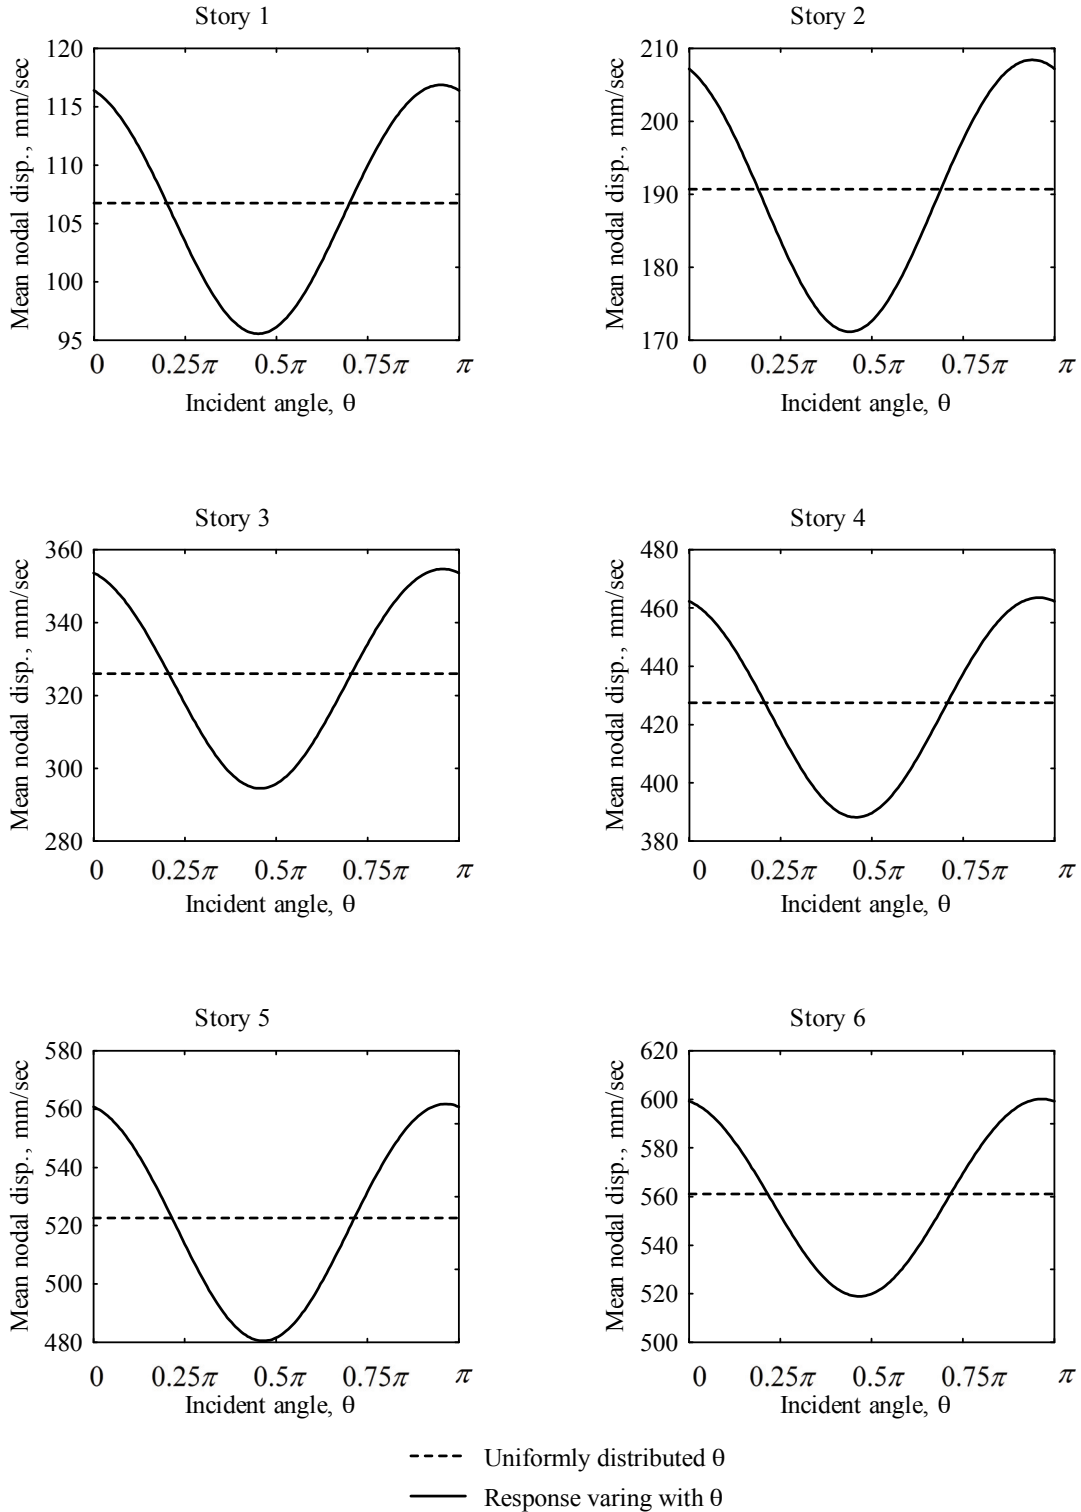 Story 1
Mean nodal disp., mm/sec
120
115
110
105
100
95
0 0.25π 0.5π 0.75π π
Incident angle, θ
Story 2
Mean nodal disp., mm/sec
210
200
190
180
170
0 0.25π 0.5π 0.75π π
Incident angle, θ
Story 3
Mean nodal disp., mm/sec
360
340
320
300
280
0 0.25π 0.5π 0.75π π
Incident angle, θ
Story 4
Mean nodal disp., mm/sec
480
460
440
420
400
380
0 0.25π 0.5π 0.75π π
Incident angle, θ
Story 5
Mean nodal disp., mm/sec
580
560
540
520
500
480
0 0.25π 0.5π 0.75π π
Incident angle, θ
Story 6
Mean nodal disp., mm/sec
620
600
580
560
540
520
500
0 0.25π 0.5π 0.75π π
Incident angle, θ
Uniformly distributed θ
Response varing with θ